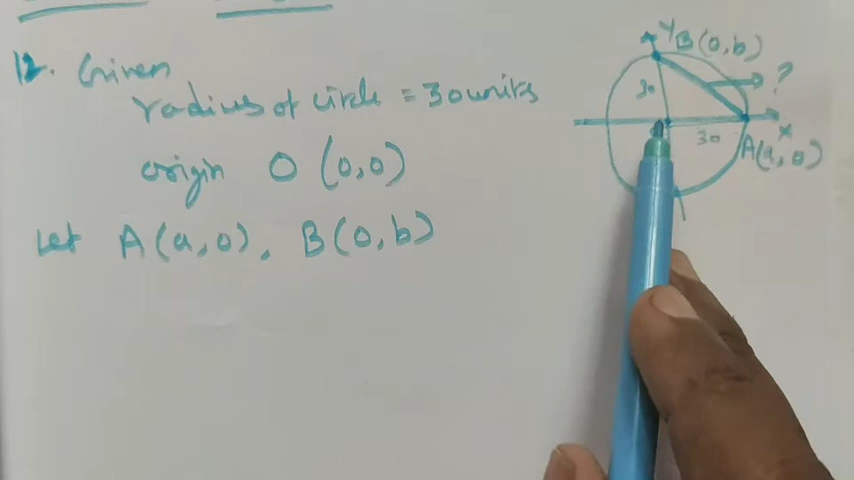 12. Given
radius of circle = 30 units
origin O (0,0)
Let A(a,0), B(0,b)
Y
B(0,b)
30
?
30
X
A(a,0)